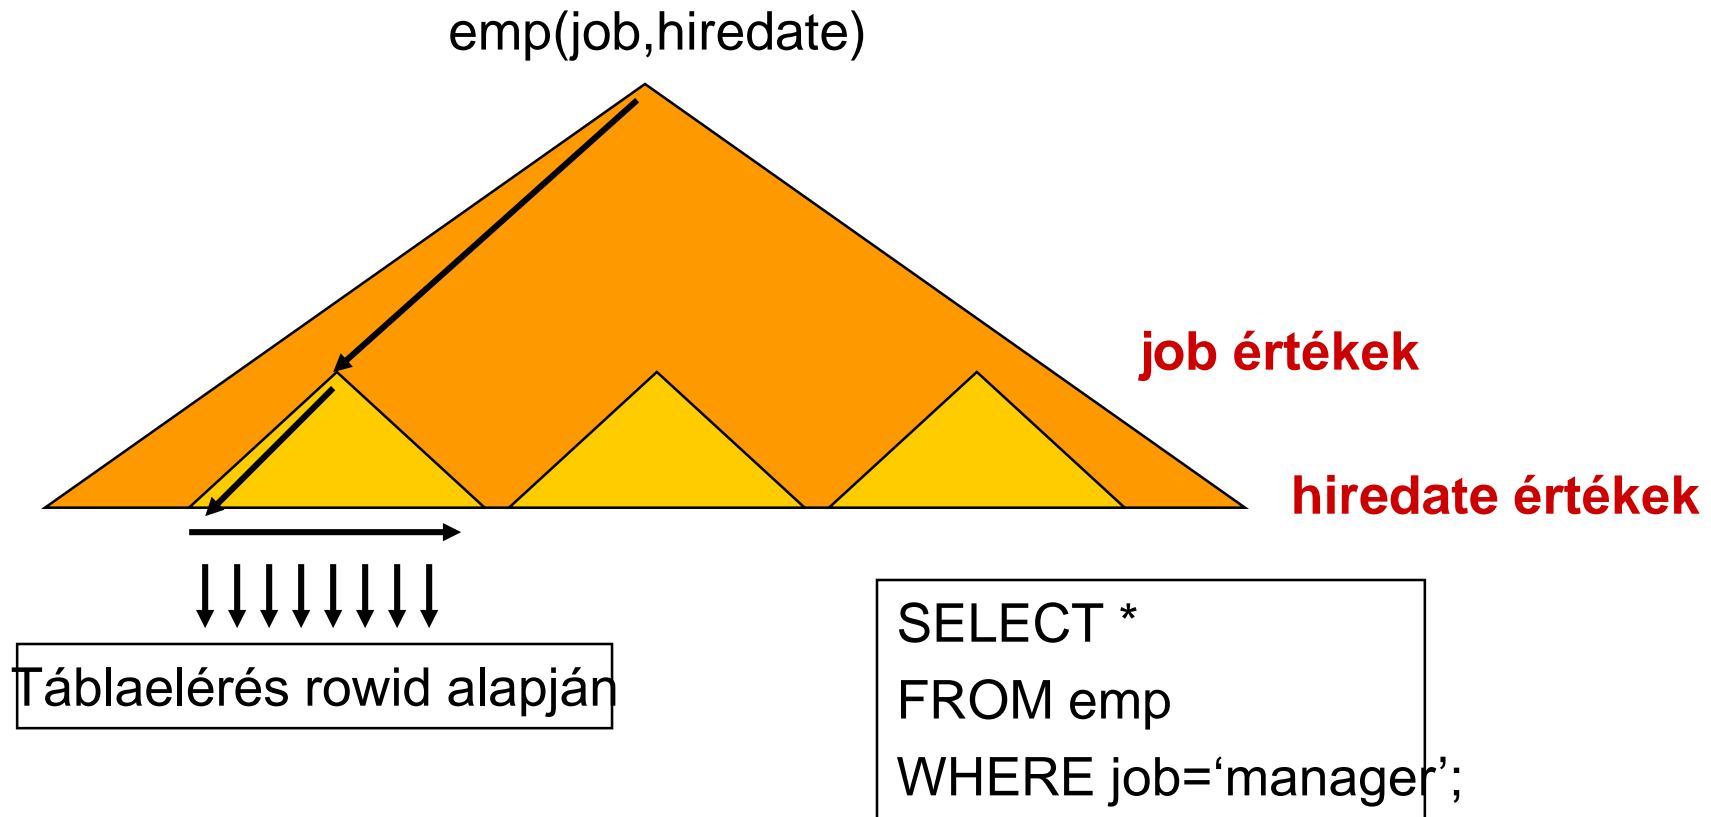 emp(job,hiredate)
job értékek
hiredate értékek
Táblaelérés rowid alapján
SELECT *
FROM emp
WHERE job=‘manager’;